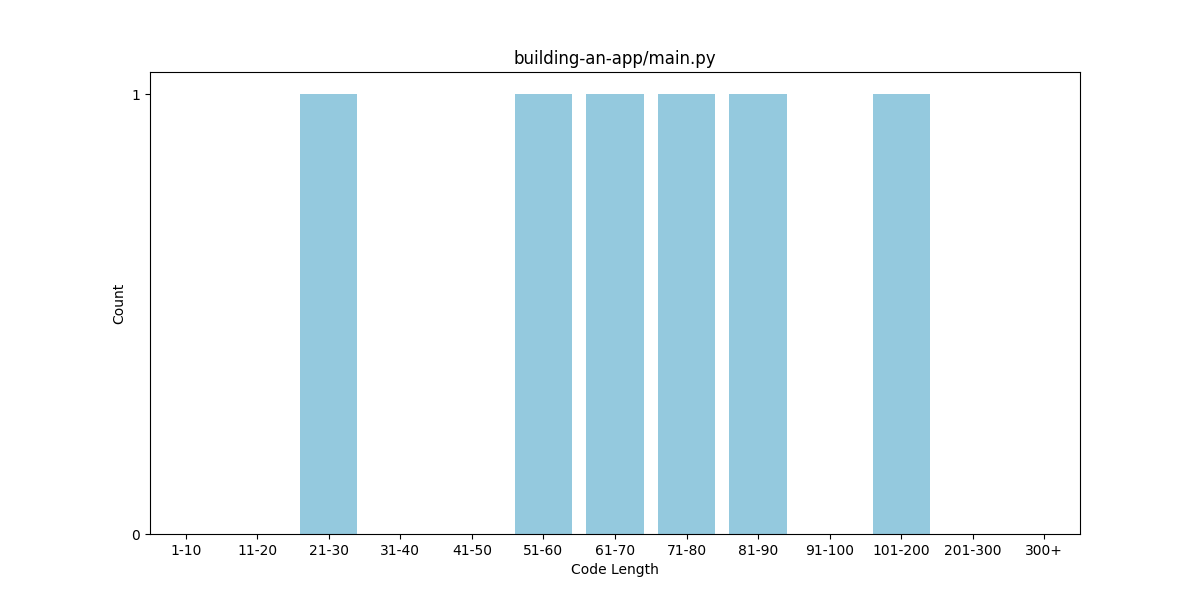 building-an-app/main.py
1
Count
0
1-10 11-20 21-30 31-40 41-50 51-60 61-70 71-80 81-90 91-100 101-200 201-300 300+
Code Length